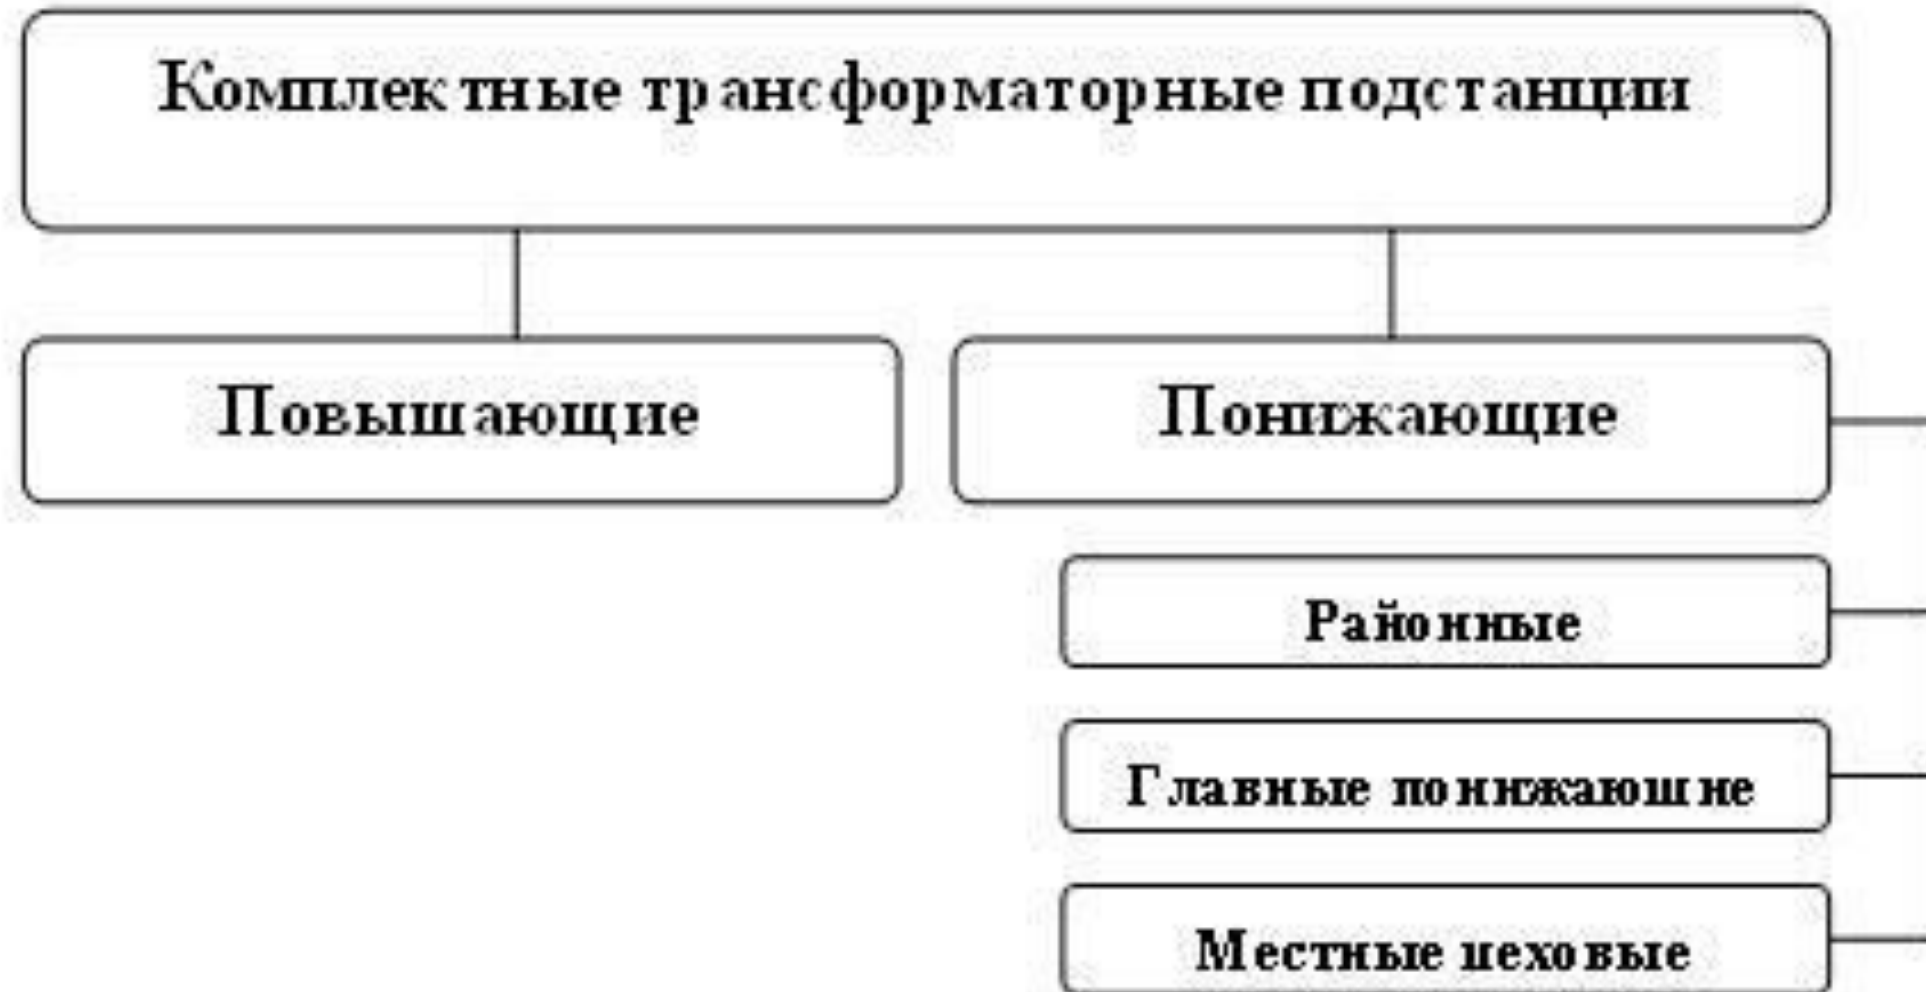 Комплектные трансформаторные подстанции
Повышающие
Понижающие
Районные
Главные понижающие
Местные цеховые